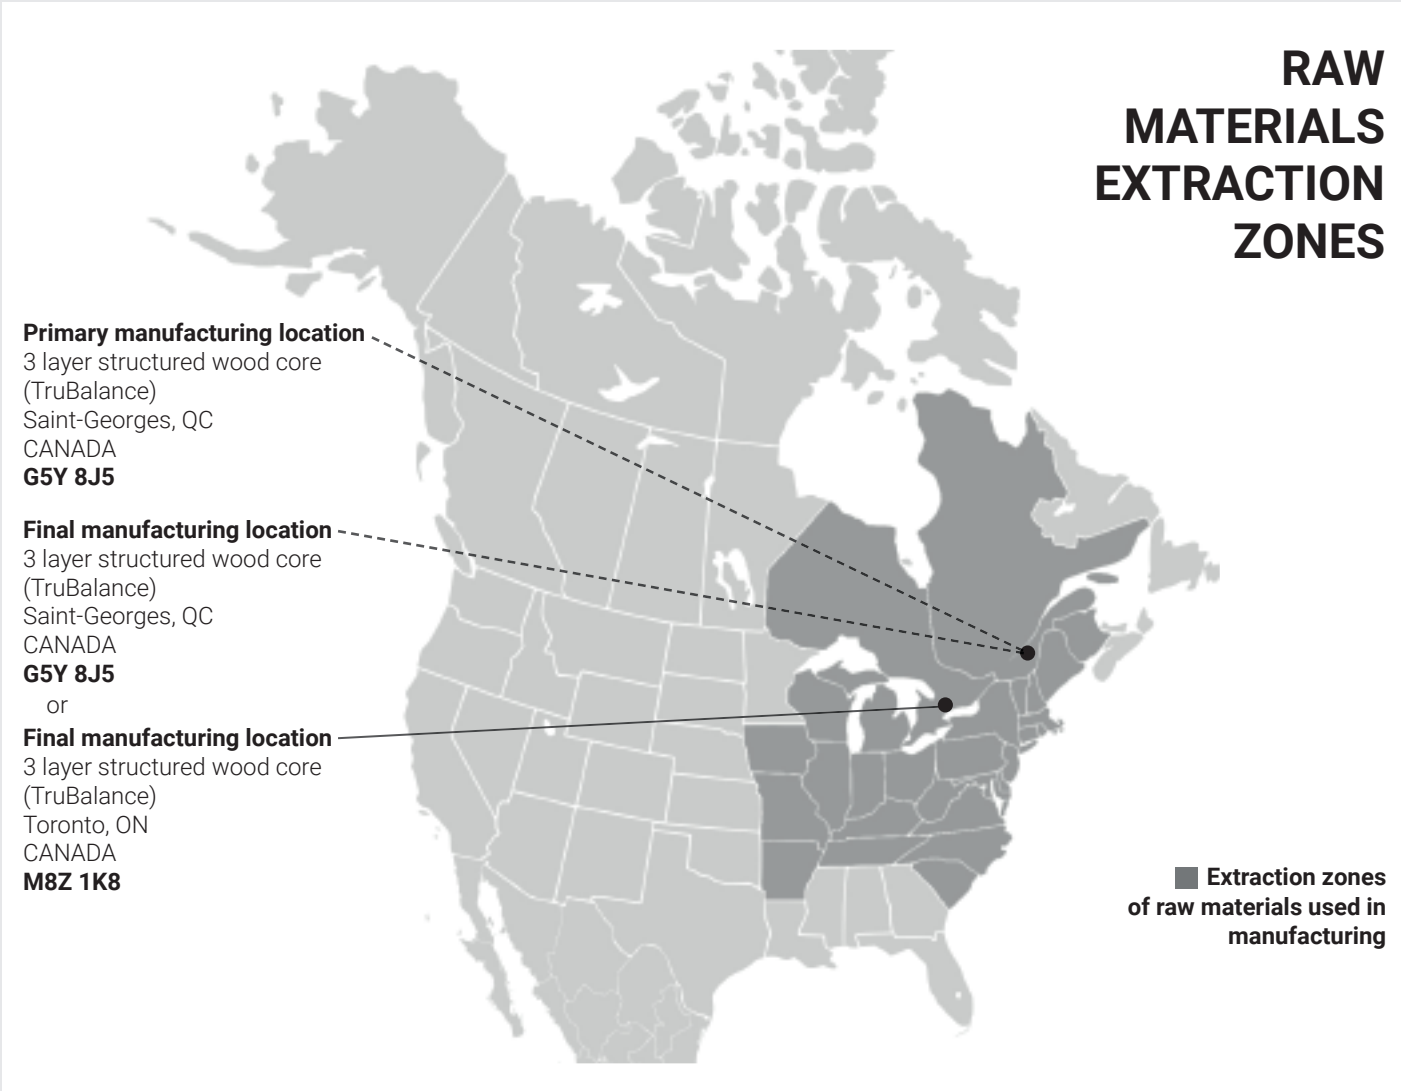 RAW
MATERIALS
EXTRACTION
ZONES
Primary manufacturing location
3 layer structured wood core
(TruBalance)
Saint-Georges, QC
CANADA
G5Y 8J5
Final manufacturing location
3 layer structured wood core
(TruBalance)
Saint-Georges, QC
CANADA
G5Y 8J5
or
Final manufacturing location
3 layer structured wood core
(TruBalance)
Toronto, ON
CANADA
M8Z 1K8
Extraction zones
of raw materials used in
manufacturing